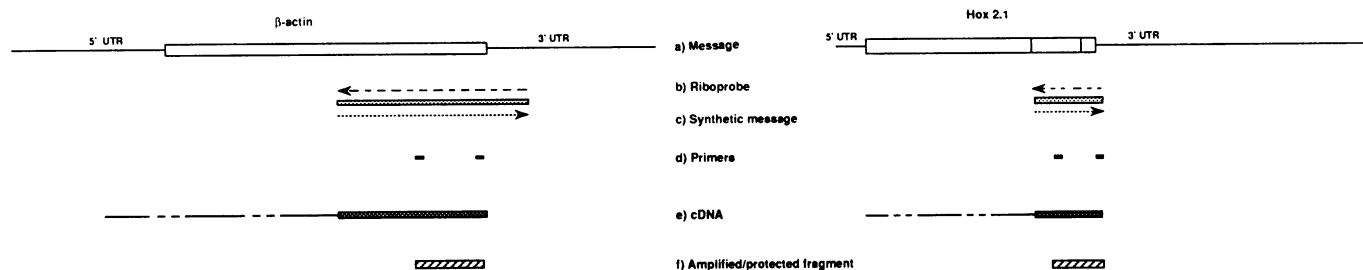 β-actin
Hox 2.1
5' UTR
3' UTR
a) Message
5' UTR
3' UTR
b) Riboprobe
c) Synthetic message
d) Primers
e) cDNA
f) Amplified/protected fragment